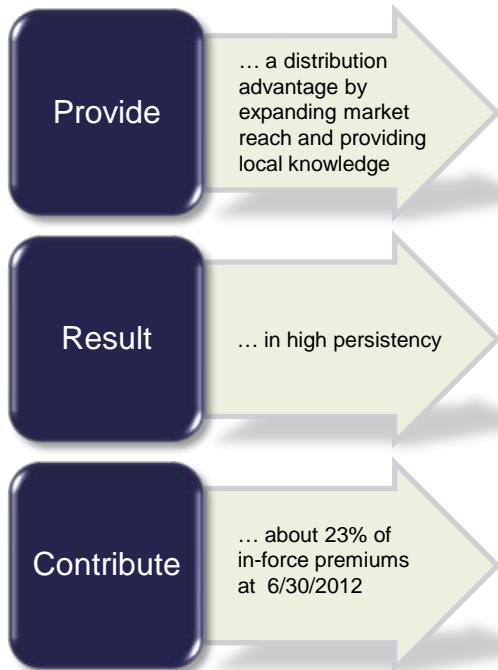 Provide
… a distribution
advantage by
expanding market
reach and providing
local knowledge
Result
… in high persistency
Contribute
… about 23% of
in-force premiums
at 6/30/2012